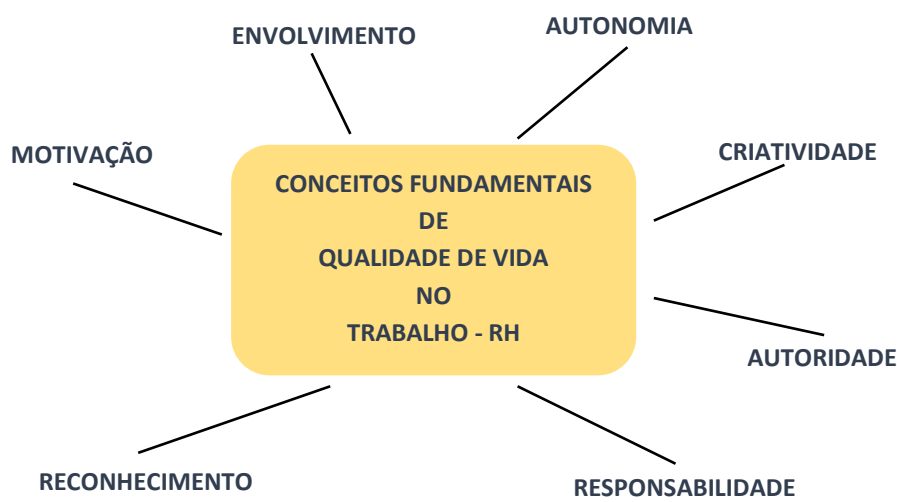 ENVOLVIMENTO
AUTONOMIA
MOTIVAÇÃO
CRIATIVIDADE
CONCEITOS FUNDAMENTAIS
DE
QUALIDADE DE VIDA
NO
TRABALHO - RH
AUTORIDADE
RECONHECIMENTO
RESPONSABILIDADE